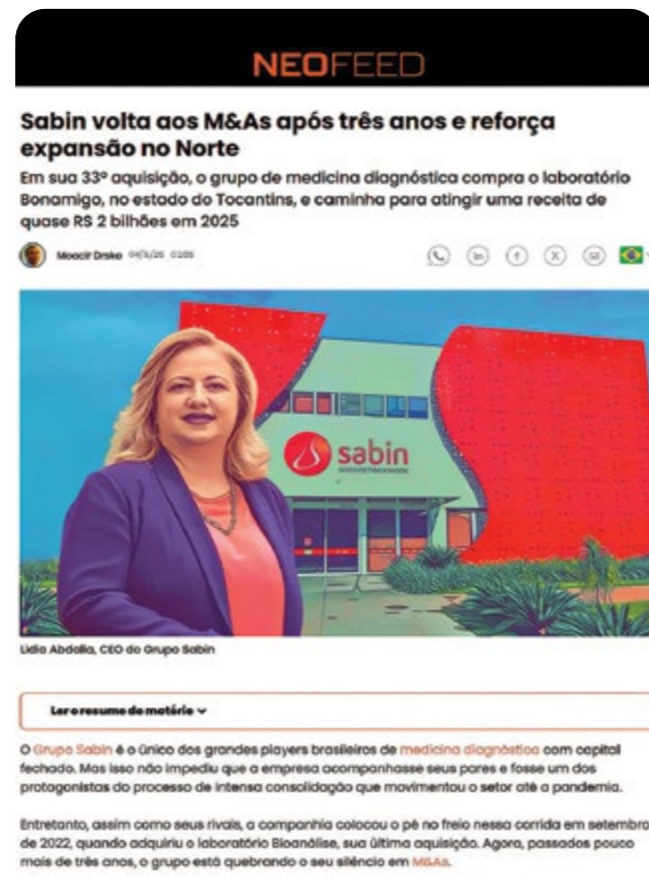 NEOFEED
Sabin volta aos M&As após três anos e reforça
expansão no Norte
Em sua 33º aquisição, o grupo de medicina diagnóstica compra o laboratório
Bonamigo, no estado do Tocantins, e caminha para atingir uma receita de
quase R$ 2 bilhões em 2025
Moacir Drska
in f X
sabin
Lídia Abdalla, CEO do Grupo Sabin
Ler o resumo da matéria
O Grupo Sabin é o único dos grandes players brasileiros de medicina diagnóstica com capital
fechado. Mas isso não impediu que a empresa acompanhasse seus pares e fosse um dos
protagonistas do processo de intensa consolidação que movimentou o setor até a pandemia.
Entretanto, assim como seus rivais, a companhia colocou o pé no freio nessa corrida em setembro
de 2022, quando adquiriu o laboratório Bioanálise, sua última aquisição. Agora, passados pouco
mais de três anos, o grupo está quebrando o seu silêncio em M&As.